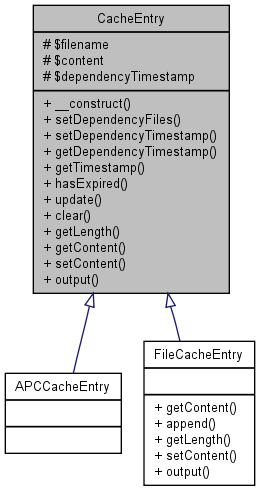 CacheEntry
# $filename
# $content
# $dependencyTimestamp
+ __construct()
+ setDependencyFiles()
+ setDependencyTimestamp()
+ getDependencyTimestamp()
+ getTimestamp()
+ hasExpired()
+ update()
+ clear()
+ getLength()
+ getContent()
+ setContent()
+ output()
APCCacheEntry
FileCacheEntry
+ getContent()
+ append()
+ getLength()
+ setContent()
+ output()